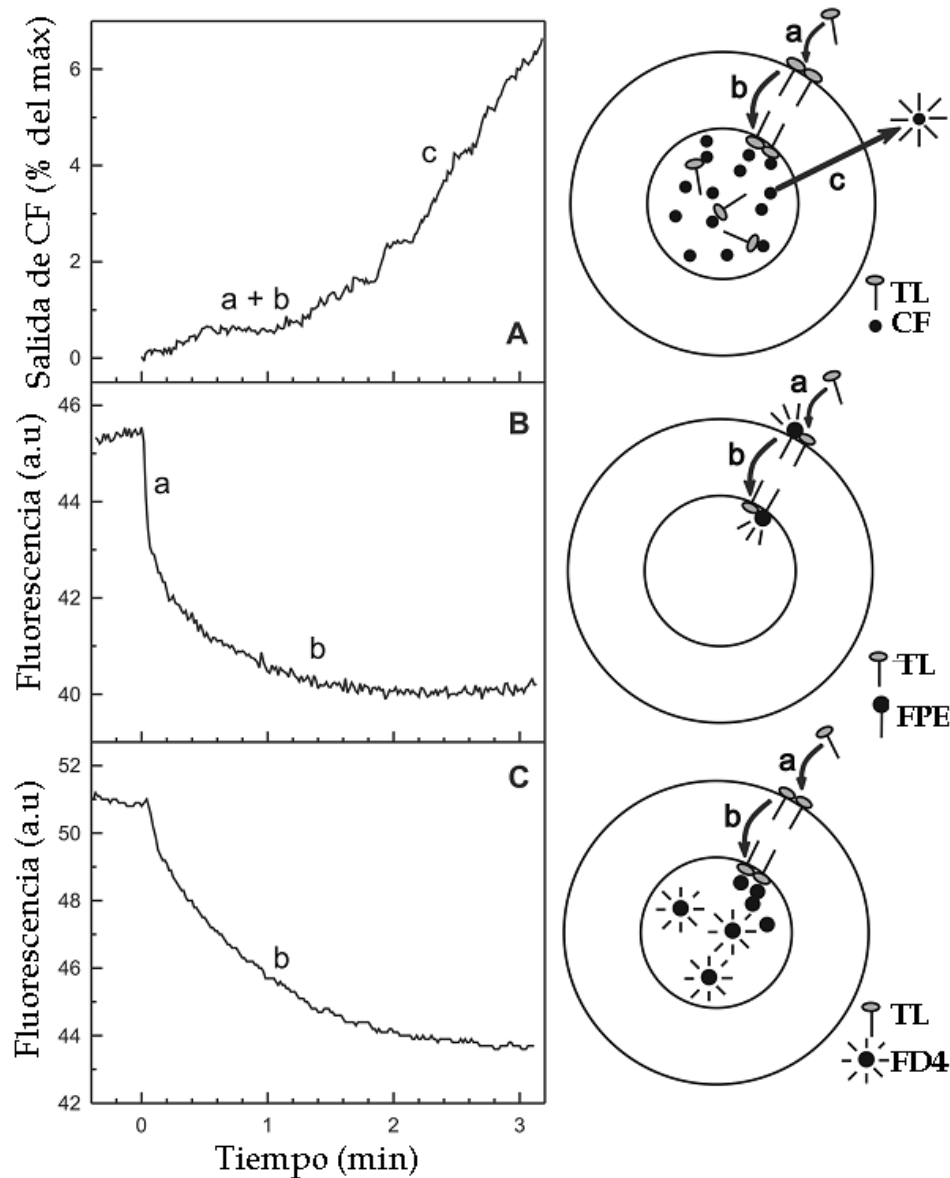 Salida de CF (% del máx)
6
4
2
0
a + b
c
A
a
b
c
TL
CF
Fluorescencia (a.u)
46
44
42
40
a
b
B
a
b
TL
FPE
Fluorescencia (a.u)
52
50
48
46
44
42
b
C
a
b
TL
FD4
0 1 2 3
Tiempo (min)